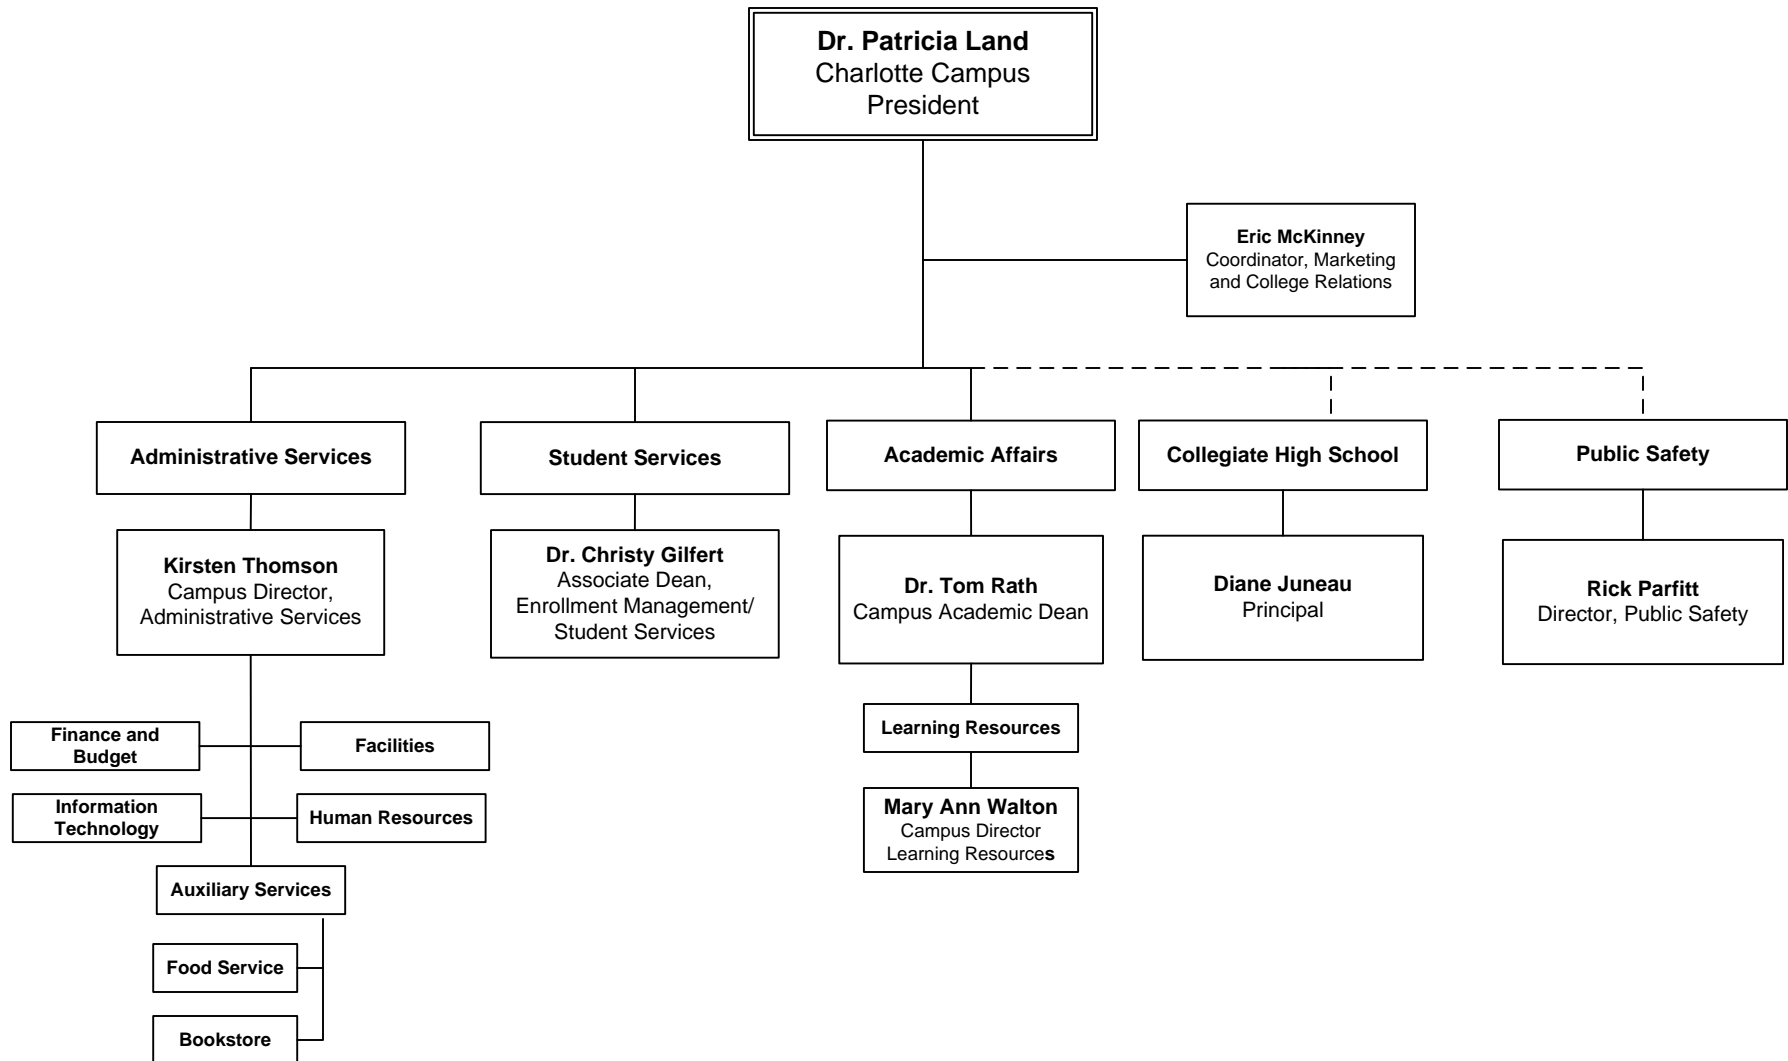 Dr. Patricia Land
Charlotte Campus
President
Eric McKinney
Coordinator, Marketing
and College Relations
Administrative Services
Student Services
Academic Affairs
Collegiate High School
Public Safety
Kirsten Thomson
Campus Director,
Administrative Services
Dr. Christy Gilfert
Associate Dean,
Enrollment Management/
Student Services
Dr. Tom Rath
Campus Academic Dean
Diane Juneau
Principal
Rick Parfitt
Director, Public Safety
Finance and
Budget
Facilities
Information
Technology
Human Resources
Auxiliary Services
Food Service
Bookstore
Learning Resources
Mary Ann Walton
Campus Director
Learning Resources